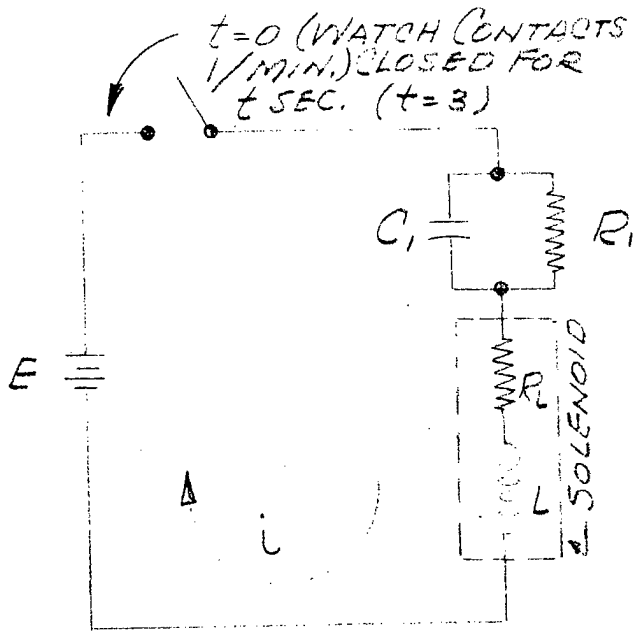 t=0 (WATCH CONTACTS
1/MIN.) CLOSED FOR
t SEC. (t=3)
C1
R1
E
RL
L
SOLENOID
i